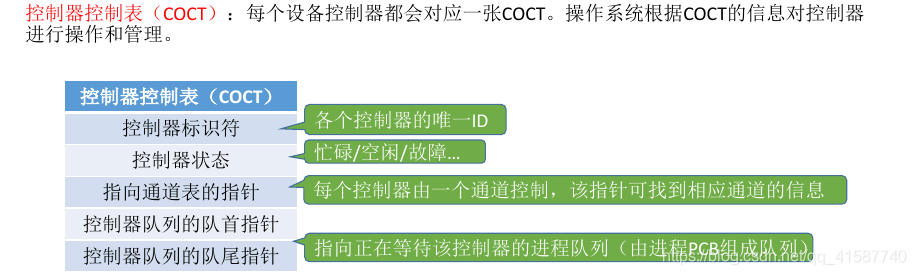 控制器控制表（COCT）：每个设备控制器都会对应一张COCT。操作系统根据COCT的信息对控制器
进行操作和管理。
控制器控制表（COCT）
控制器标识符
各个控制器的唯一ID
控制器状态
忙碌/空闲/故障...
指向通道表的指针
每个控制器由一个通道控制，该指针可找到相应通道的信息
控制器队列的队首指针
控制器队列的队尾指针
指向正在等待该控制器的进程队列（由进程PCB组成队列）
https://blog.csdn.net/qq_41587740